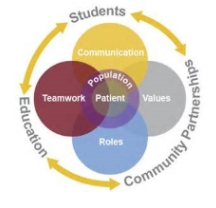 Students
Communication
Population
Teamwork
Patient
Values
Roles
Education
Community Partnerships